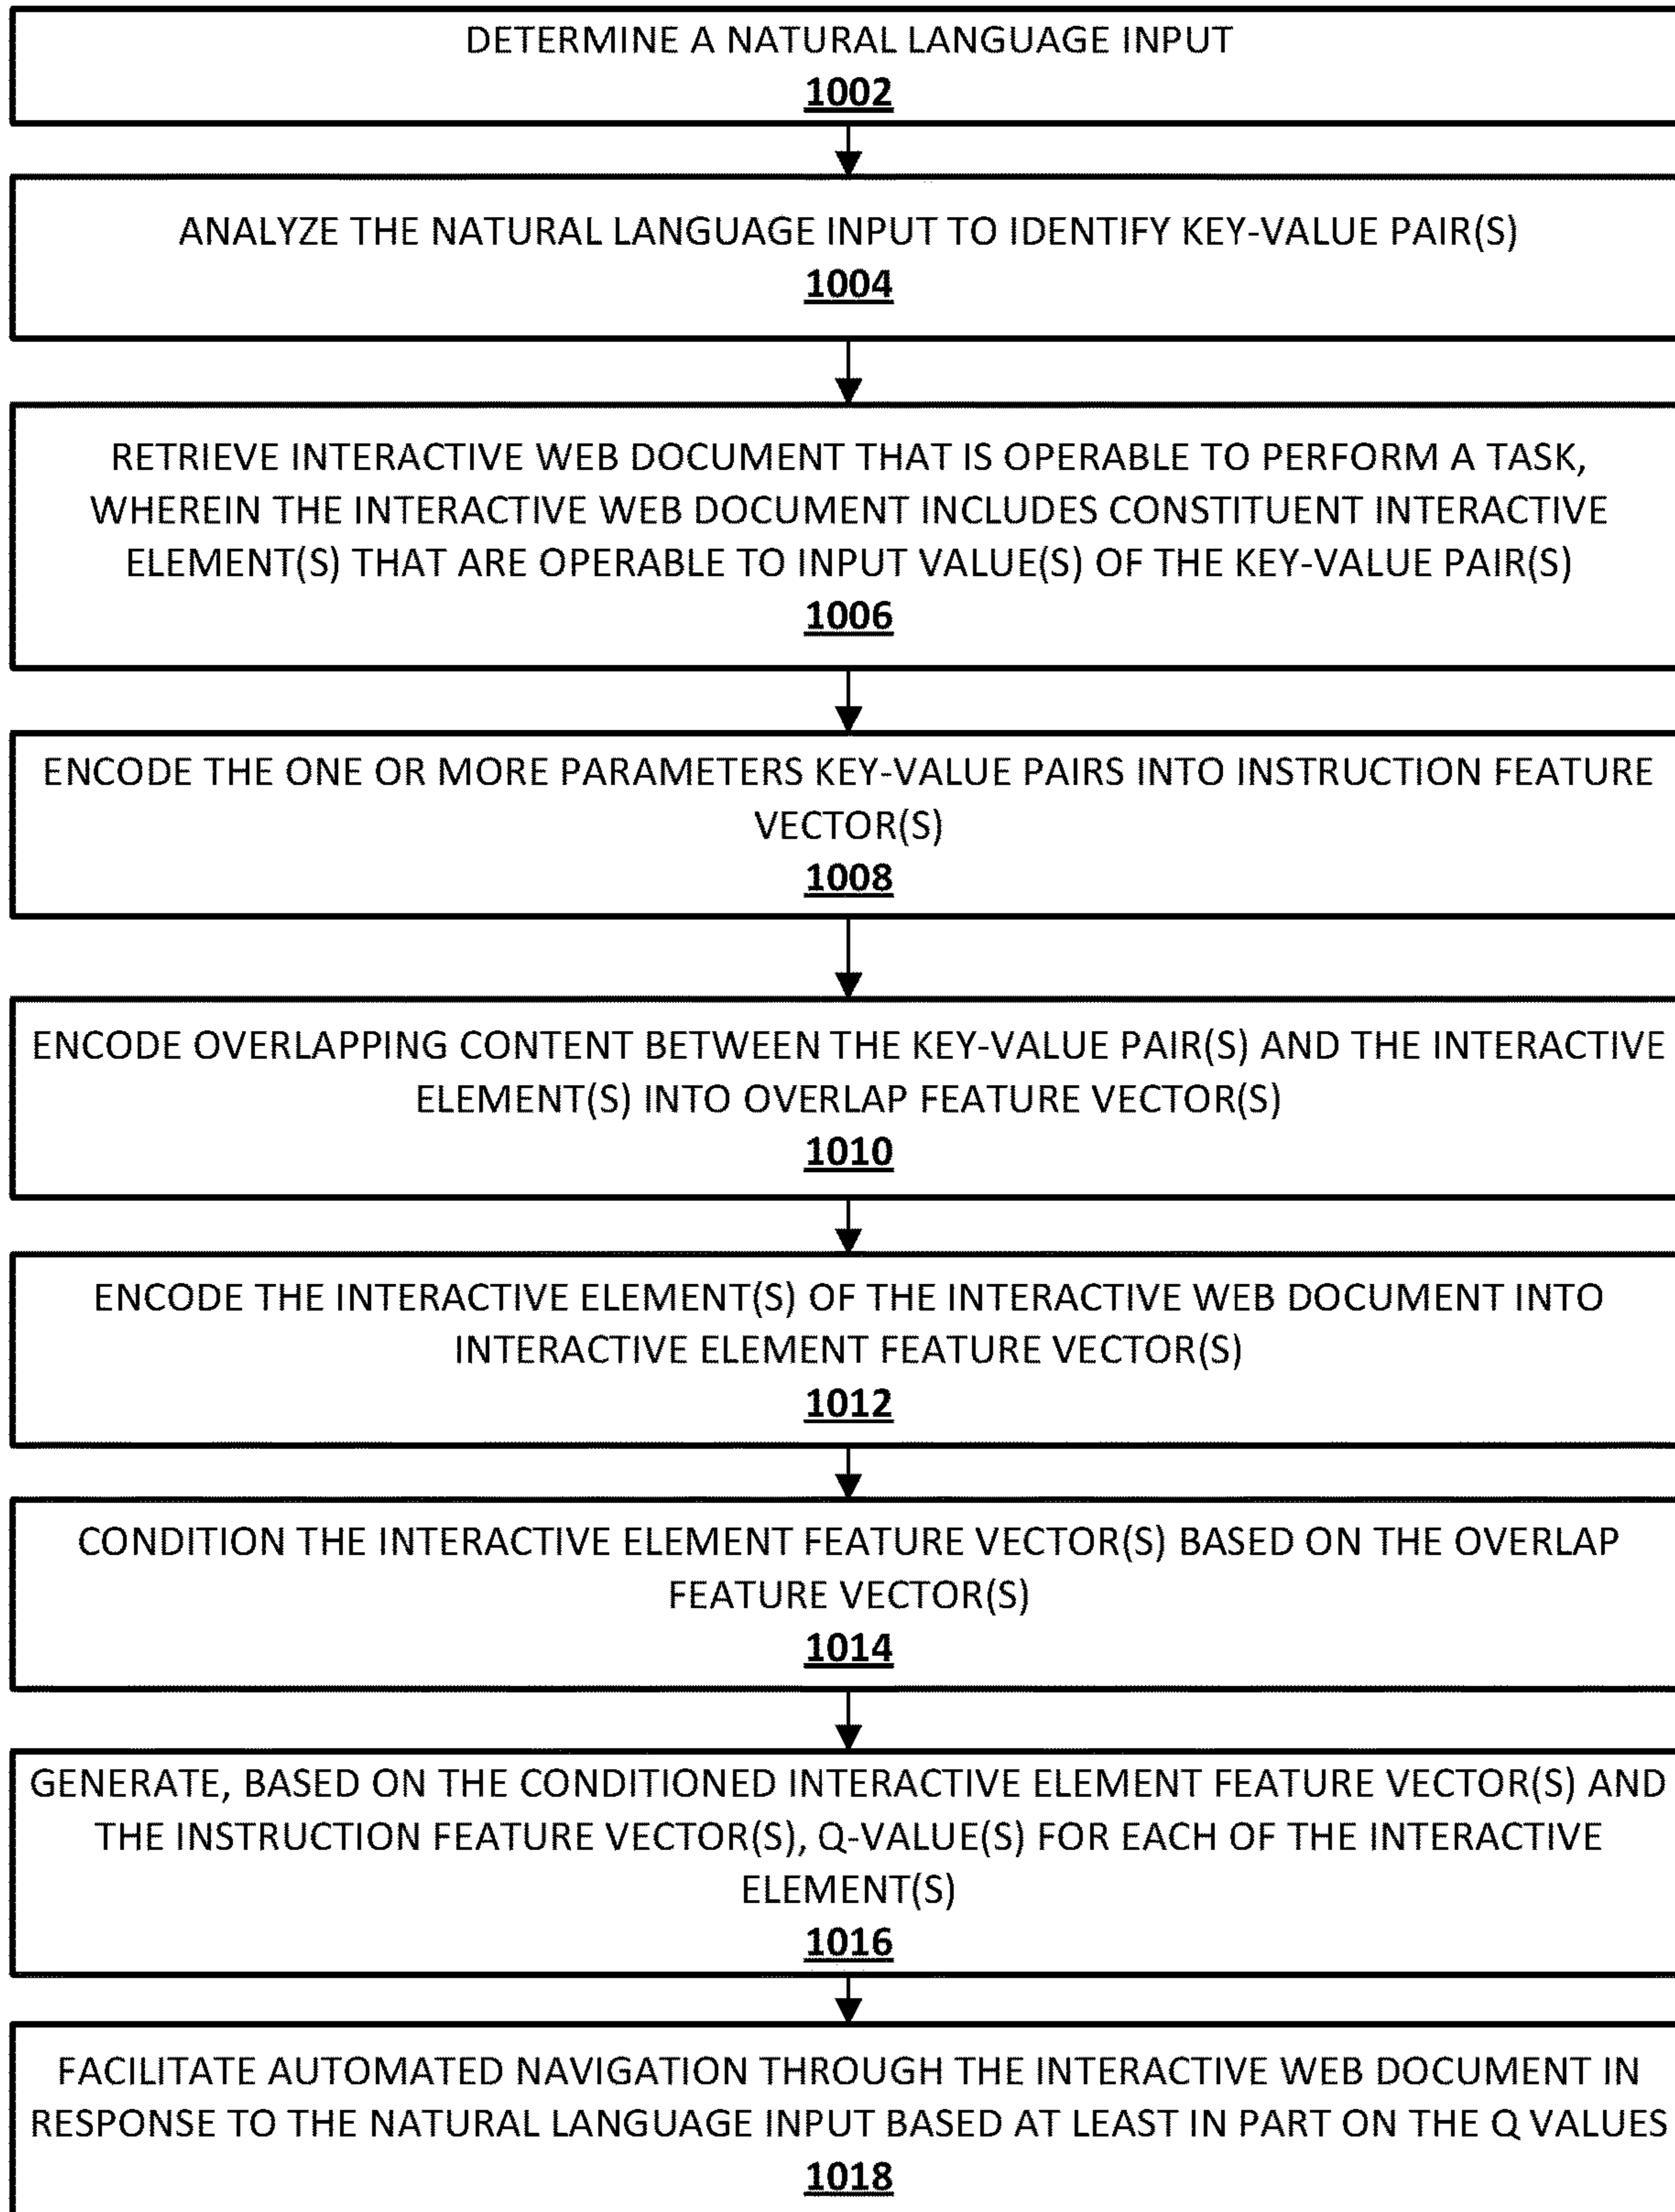 DETERMINE A NATURAL LANGUAGE INPUT
1002
ANALYZE THE NATURAL LANGUAGE INPUT TO IDENTIFY KEY-VALUE PAIR(S)
1004
RETRIEVE INTERACTIVE WEB DOCUMENT THAT IS OPERABLE TO PERFORM A TASK,
WHEREIN THE INTERACTIVE WEB DOCUMENT INCLUDES CONSTITUENT INTERACTIVE
ELEMENT(S) THAT ARE OPERABLE TO INPUT VALUE(S) OF THE KEY-VALUE PAIR(S)
1006
ENCODE THE ONE OR MORE PARAMETERS KEY-VALUE PAIRS INTO INSTRUCTION FEATURE
VECTOR(S)
1008
ENCODE OVERLAPPING CONTENT BETWEEN THE KEY-VALUE PAIR(S) AND THE INTERACTIVE
ELEMENT(S) INTO OVERLAP FEATURE VECTOR(S)
1010
ENCODE THE INTERACTIVE ELEMENT(S) OF THE INTERACTIVE WEB DOCUMENT INTO
INTERACTIVE ELEMENT FEATURE VECTOR(S)
1012
CONDITION THE INTERACTIVE ELEMENT FEATURE VECTOR(S) BASED ON THE OVERLAP
FEATURE VECTOR(S)
1014
GENERATE, BASED ON THE CONDITIONED INTERACTIVE ELEMENT FEATURE VECTOR(S) AND
THE INSTRUCTION FEATURE VECTOR(S), Q-VALUE(S) FOR EACH OF THE INTERACTIVE
ELEMENT(S)
1016
FACILITATE AUTOMATED NAVIGATION THROUGH THE INTERACTIVE WEB DOCUMENT IN
RESPONSE TO THE NATURAL LANGUAGE INPUT BASED AT LEAST IN PART ON THE Q VALUES
1018